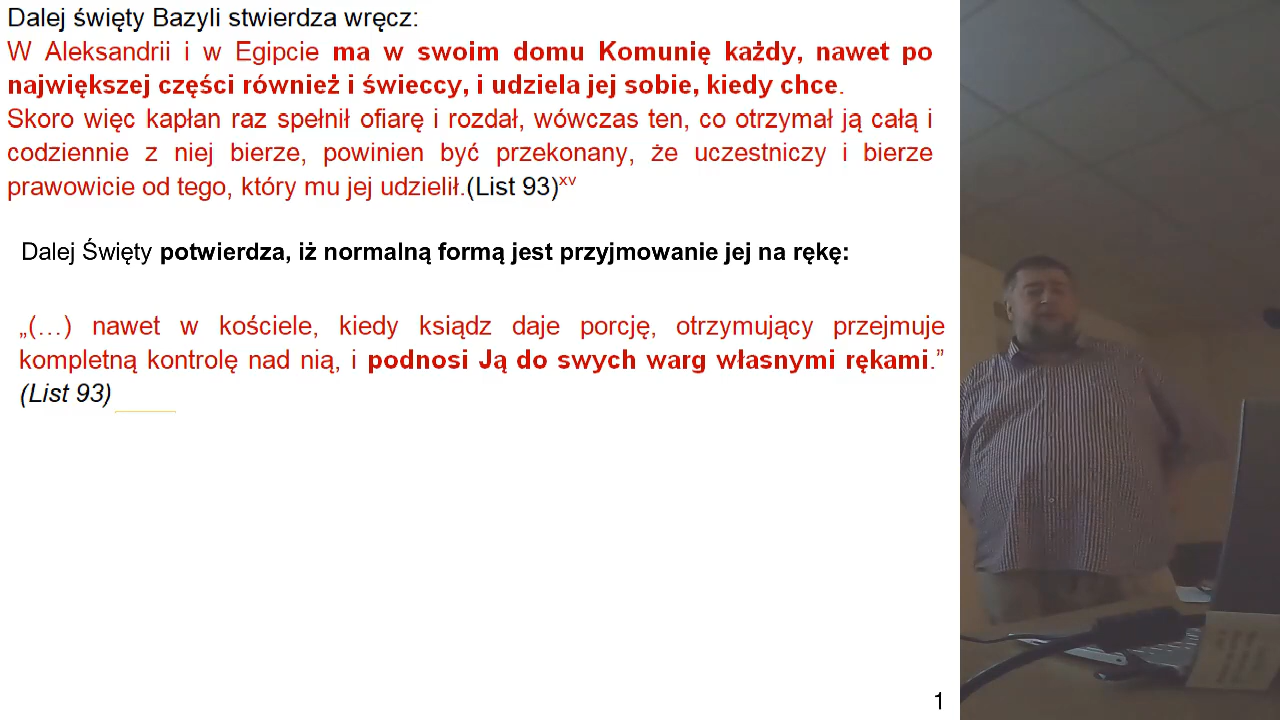 Dalej święty Bazyli stwierdza wręcz:
W Aleksandrii i w Egipcie ma w swoim domu Komunię każdy, nawet po
największej części również i świeccy, i udziela jej sobie, kiedy chce.
Skoro więc kapłan raz spełnił ofiarę i rozdał, wówczas ten, co otrzymał ją całą i
codziennie z niej bierze, powinien być przekonany, że uczestniczy i bierze
prawowicie od tego, który mu jej udzielił.(List 93)xv
Dalej Święty potwierdza, iż normalną formą jest przyjmowanie jej na rękę:
„(…) nawet w kościele, kiedy ksiądz daje porcję, otrzymujący przejmuje
kompletną kontrolę nad nią, i podnosi Ją do swych warg własnymi rękami.”
(List 93)
1